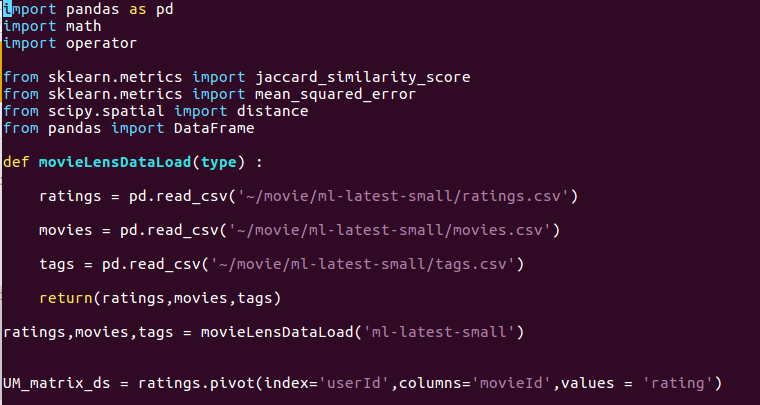 import pandas as pd
import math
import operator
from sklearn.metrics import jaccard_similarity_score
from sklearn.metrics import mean_squared_error
from scipy.spatial import distance
from pandas import DataFrame
def movieLensDataLoad(type) :
    ratings = pd.read_csv('~/movie/ml-latest-small/ratings.csv')
    movies = pd.read_csv('~/movie/ml-latest-small/movies.csv')
    tags = pd.read_csv('~/movie/ml-latest-small/tags.csv')
    return(ratings,movies,tags)
ratings,movies,tags = movieLensDataLoad('ml-latest-small')
UM_matrix_ds = ratings.pivot(index='userId',columns='movieId',values = 'rating')